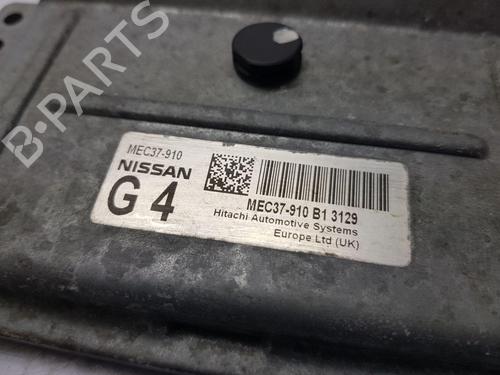 B-PARTS
MEC37-910
NISSAN
G 4
MEC37-910 B1 3129
Hitachi Automotive Systems
Europe Ltd (UK)